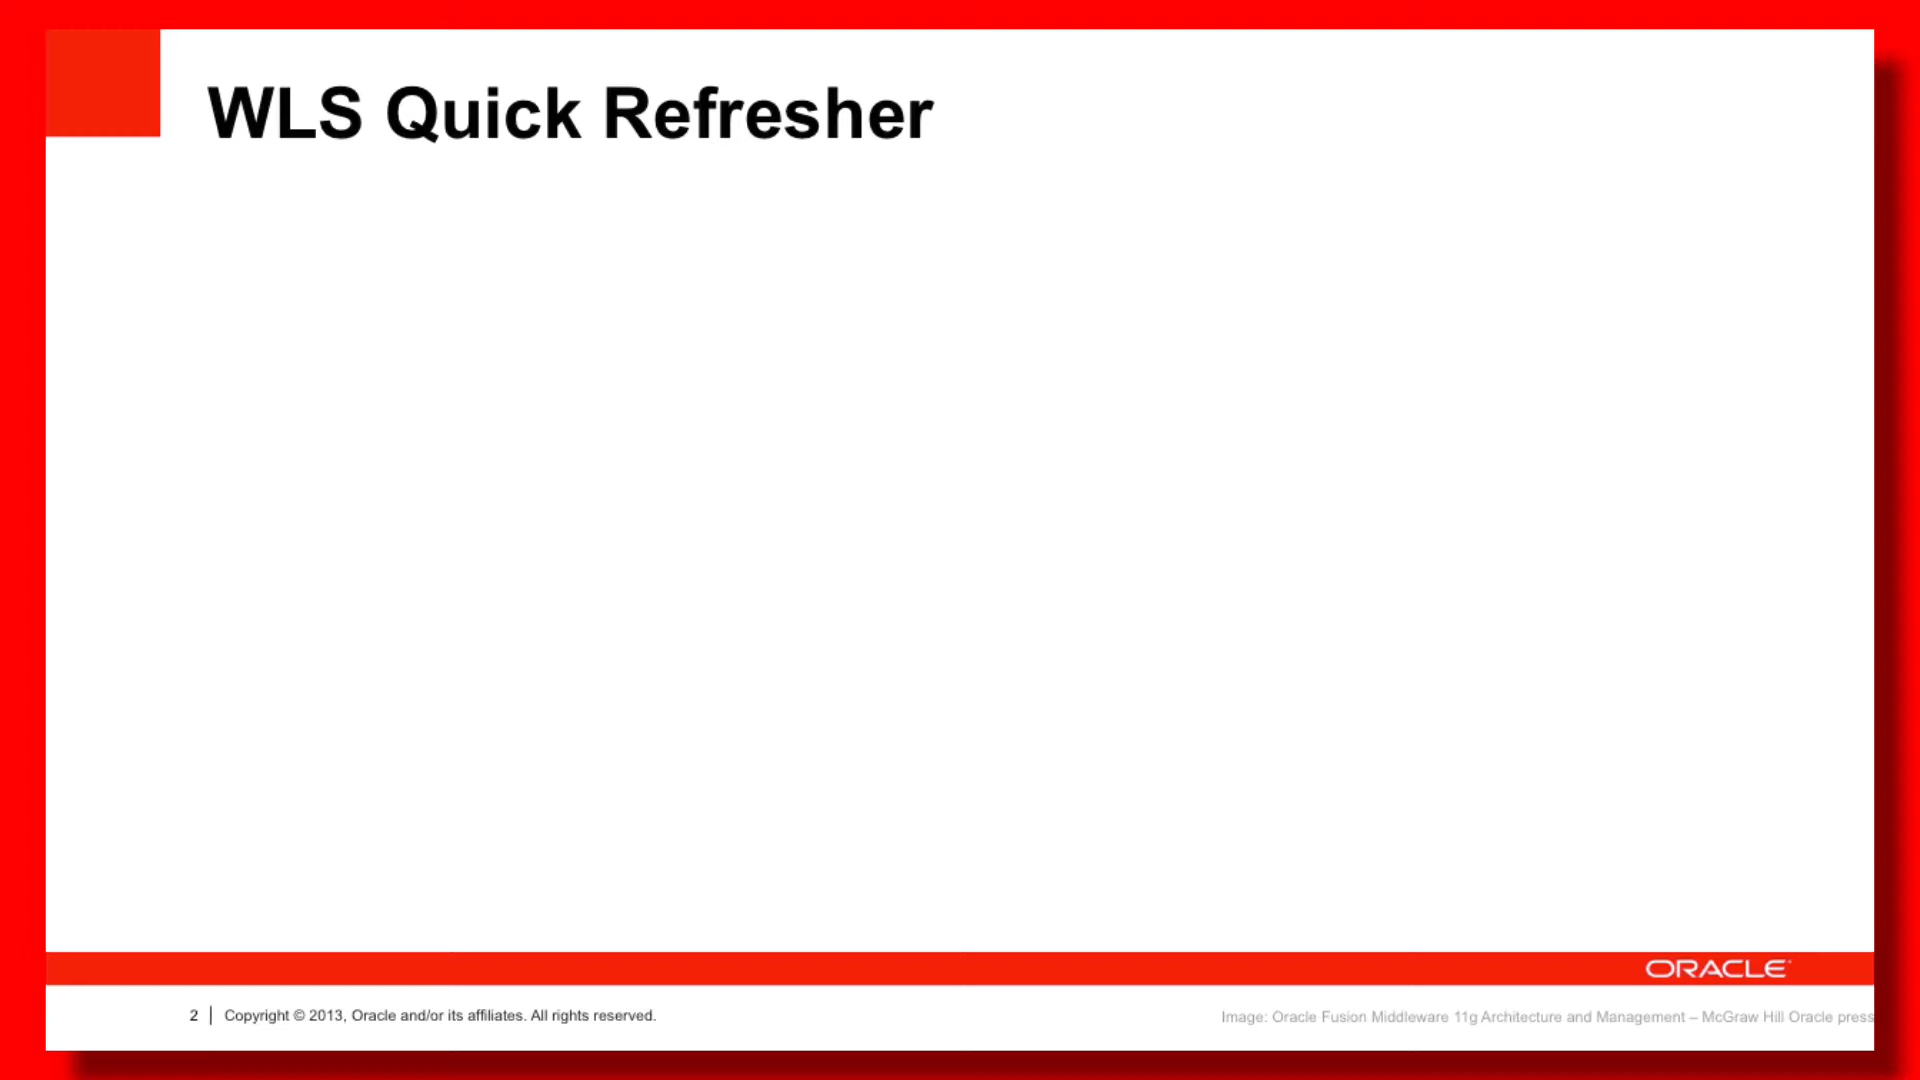 WLS Quick Refresher
ORACLE
2 | Copyright © 2013, Oracle and/or its affiliates. All rights reserved.
Image: Oracle Fusion Middleware 11g Architecture and Management – McGraw Hill Oracle press